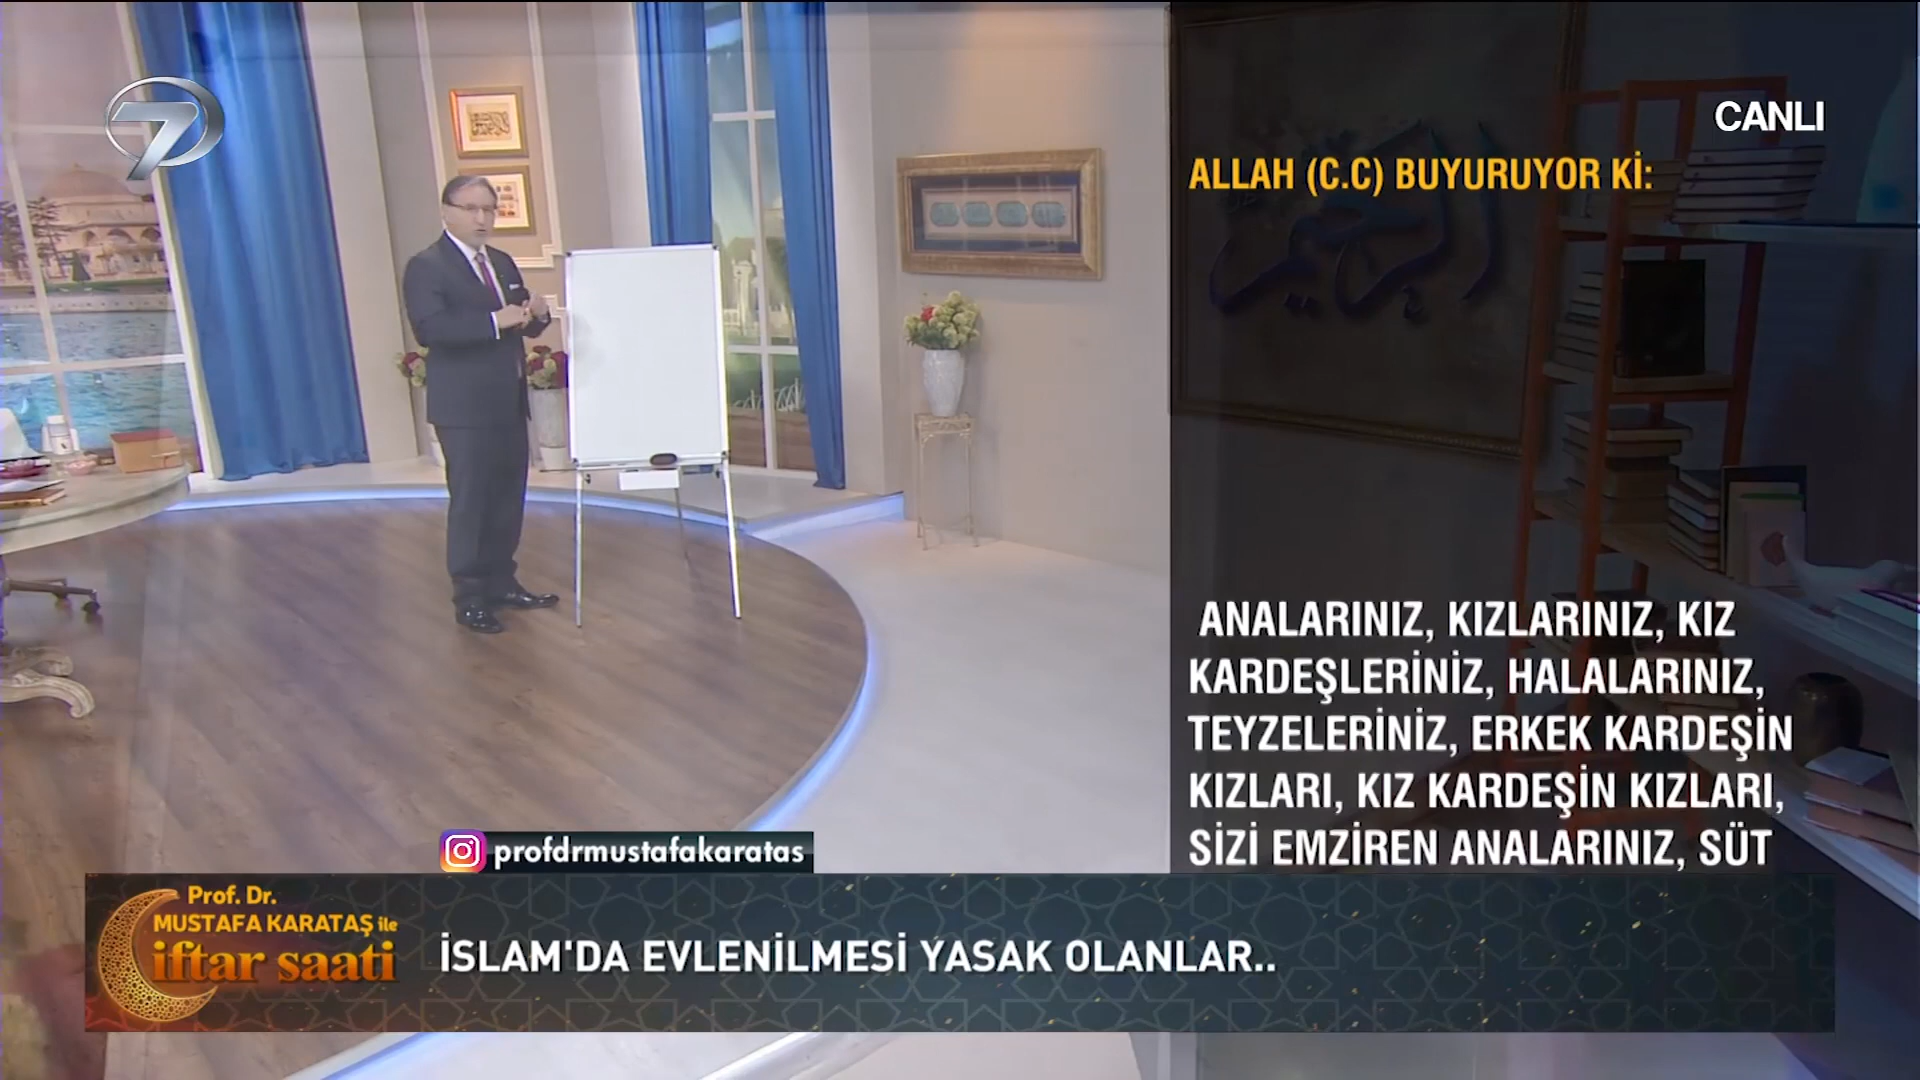 7
CANLI
ALLAH (C.C) BUYURUYOR Kİ:
ANALARINIZ, KIZLARINIZ, KIZ
KARDEŞLERİNİZ, HALALARINIZ,
TEYZELERİNİZ, ERKEK KARDEŞİN
KIZLARI, KIZ KARDEŞİN KIZLARI,
SİZİ EMZİREN ANALARINIZ, SÜT
profdrmustafakaratas
Prof. Dr.
MUSTAFA KARATAŞ ile
iftar saati
İSLAM'DA EVLENİLMESİ YASAK OLANLAR..